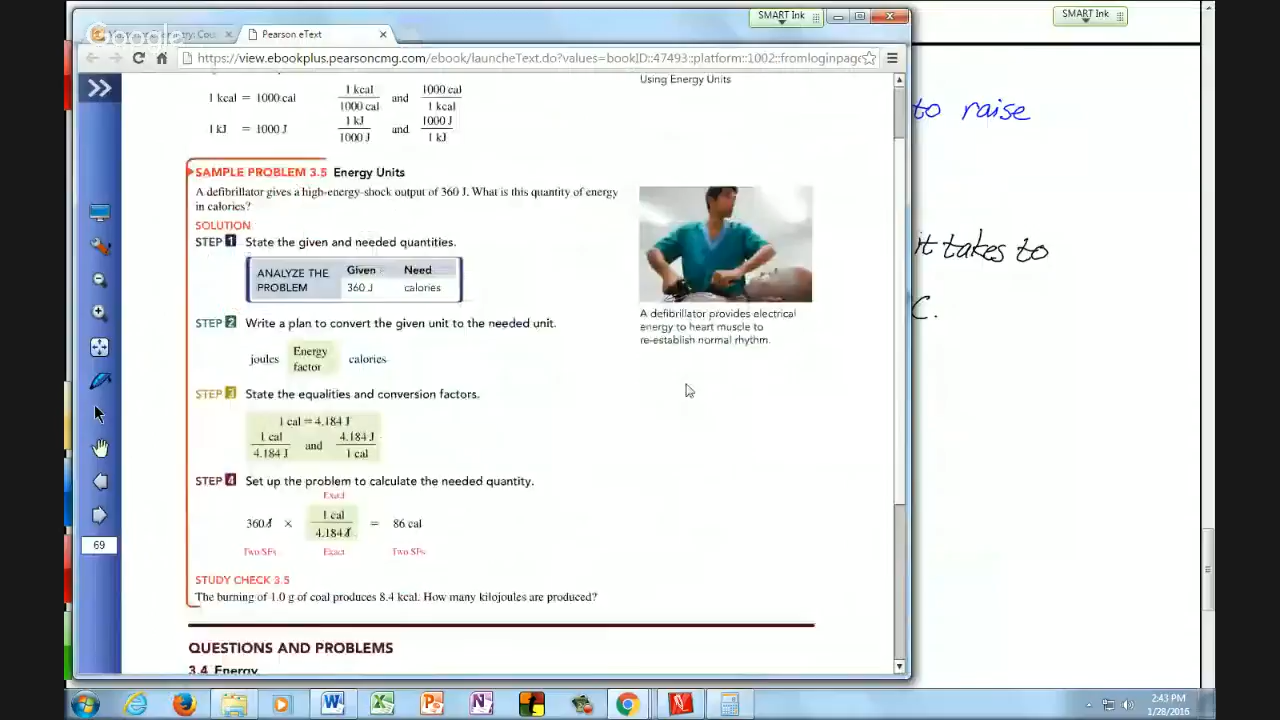 SMART Ink
SMART Ink
Google
Pearson eText
https://view.ebookplus.pearsoncmg.com/ebook/launcheText.do?values=bookID::47493::platform::1002::fromloginpage
Using Energy Units
1 kcal = 1000 cal
1 kcal
1000 cal
and
1000 cal
1 kcal
1 kJ = 1000 J
1 kJ
1000 J
and
1000 J
1 kJ
to raise
SAMPLE PROBLEM 3.5 Energy Units
A defibrillator gives a high-energy-shock output of 360 J. What is this quantity of energy
in calories?
SOLUTION
STEP 1 State the given and needed quantities.
ANALYZE THE PROBLEM
Given Need
360 J calories
it takes to
C.
A defibrillator provides electrical
energy to heart muscle to
re-establish normal rhythm.
STEP 2 Write a plan to convert the given unit to the needed unit.
joules Energy factor calories
STEP 3 State the equalities and conversion factors.
1 cal = 4.184 J
1 cal
4.184 J
and
4.184 J
1 cal
STEP 4 Set up the problem to calculate the needed quantity.
Exact
360 J × 1 cal
4.184 J
= 86 cal
Two SFs Exact Two SFs
STUDY CHECK 3.5
The burning of 1.0 g of coal produces 8.4 kcal. How many kilojoules are produced?
69
QUESTIONS AND PROBLEMS
3.4 Energy
2:43 PM
1/28/2016